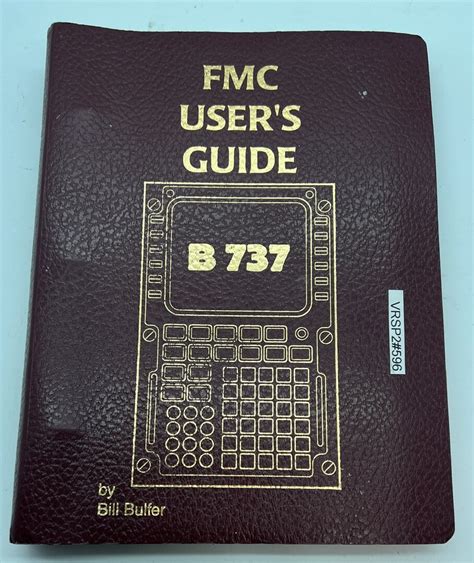 FMC
USER'S
GUIDE
B 737
VRSP2#596
by
Bill Bulfer